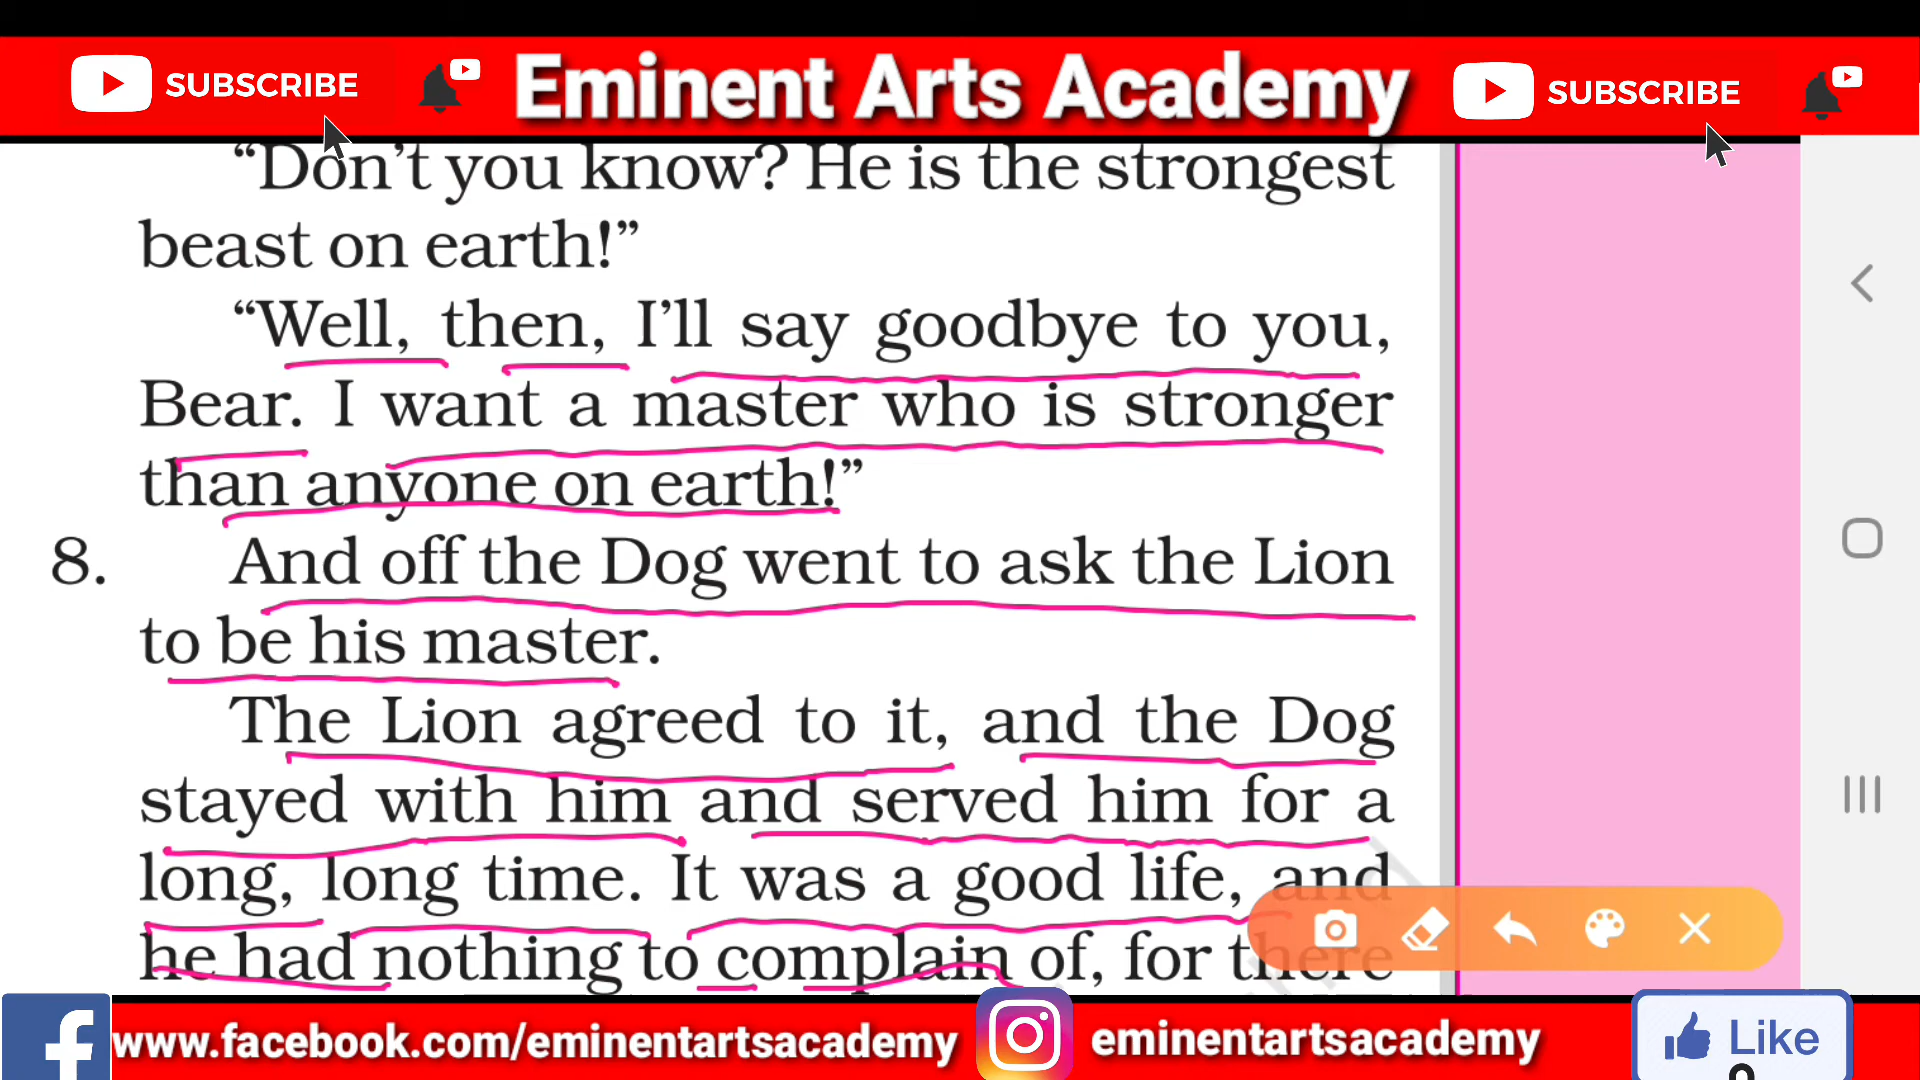 SUBSCRIBE Eminent Arts Academy SUBSCRIBE
“Don’t you know? He is the strongest
beast on earth!”
“Well, then, I’ll say goodbye to you,
Bear. I want a master who is stronger
than anyone on earth!”
8. And off the Dog went to ask the Lion
to be his master.
The Lion agreed to it, and the Dog
stayed with him and served him for a
long, long time. It was a good life, and
he had nothing to complain of, for there
www.facebook.com/eminentartsacademy eminentartsacademy Like